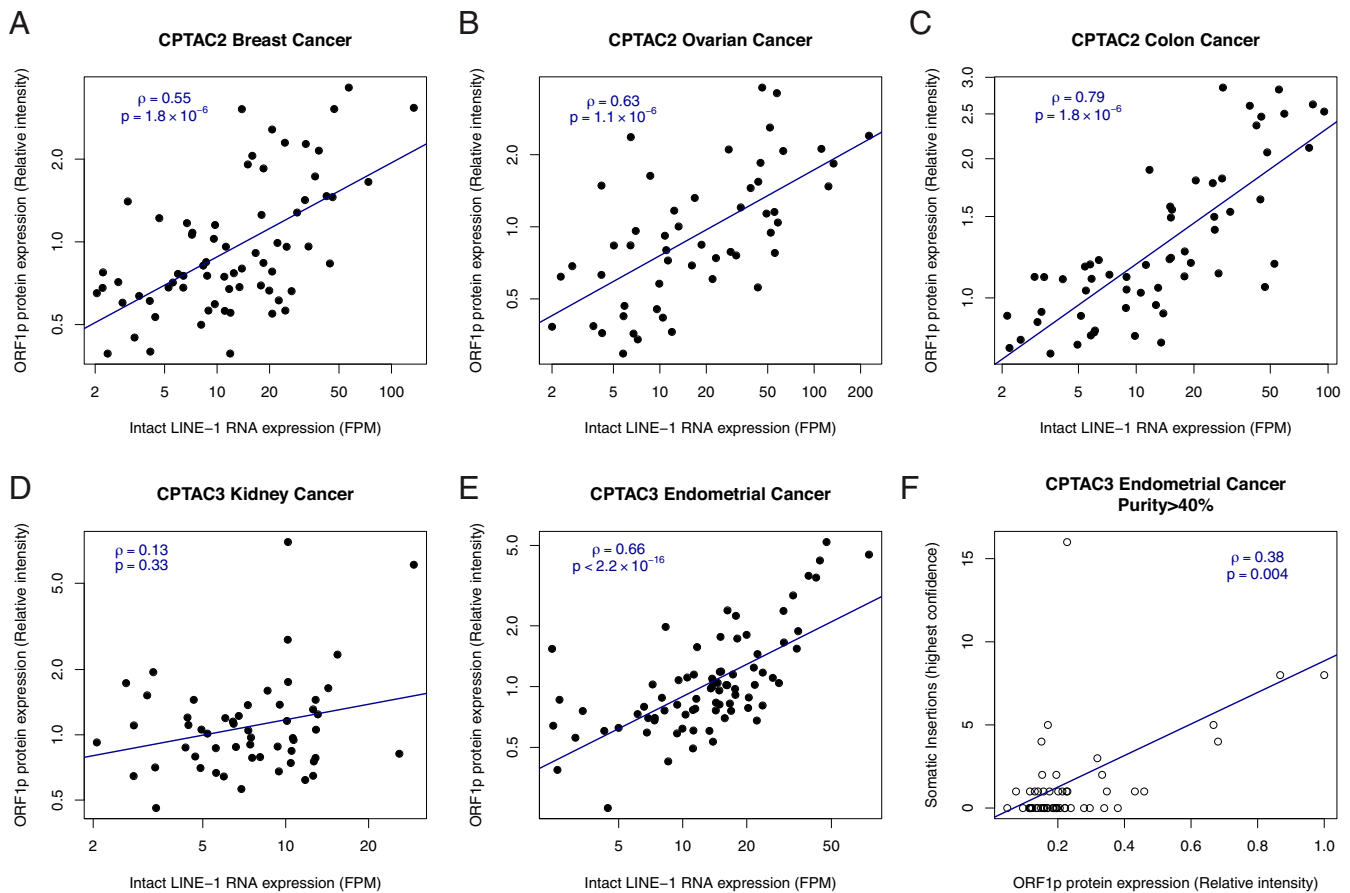 A
CPTAC2 Breast Cancer
ρ = 0.55
p = 1.8 × 10⁻⁶
ORF1p protein expression (Relative intensity)
0.5
1.0
2.0
2 5 10 20 50 100
Intact LINE−1 RNA expression (FPM)
B
CPTAC2 Ovarian Cancer
ρ = 0.63
p = 1.1 × 10⁻⁶
ORF1p protein expression (Relative intensity)
0.5
1.0
2.0
2 5 10 20 50 100 200
Intact LINE−1 RNA expression (FPM)
C
CPTAC2 Colon Cancer
ρ = 0.79
p = 1.8 × 10⁻⁶
ORF1p protein expression (Relative intensity)
1.0
1.5
2.0
2.5
3.0
2 5 10 20 50 100
Intact LINE−1 RNA expression (FPM)
D
CPTAC3 Kidney Cancer
ρ = 0.13
p = 0.33
ORF1p protein expression (Relative intensity)
0.5
1.0
2.0
5.0
2 5 10 20
Intact LINE−1 RNA expression (FPM)
E
CPTAC3 Endometrial Cancer
ρ = 0.66
p < 2.2 × 10⁻¹⁶
ORF1p protein expression (Relative intensity)
0.5
1.0
2.0
5.0
5 10 20 50
Intact LINE−1 RNA expression (FPM)
F
CPTAC3 Endometrial Cancer
Purity>40%
ρ = 0.38
p = 0.004
Somatic Insertions (highest confidence)
0
5
10
15
0.2 0.4 0.6 0.8 1.0
ORF1p protein expression (Relative intensity)